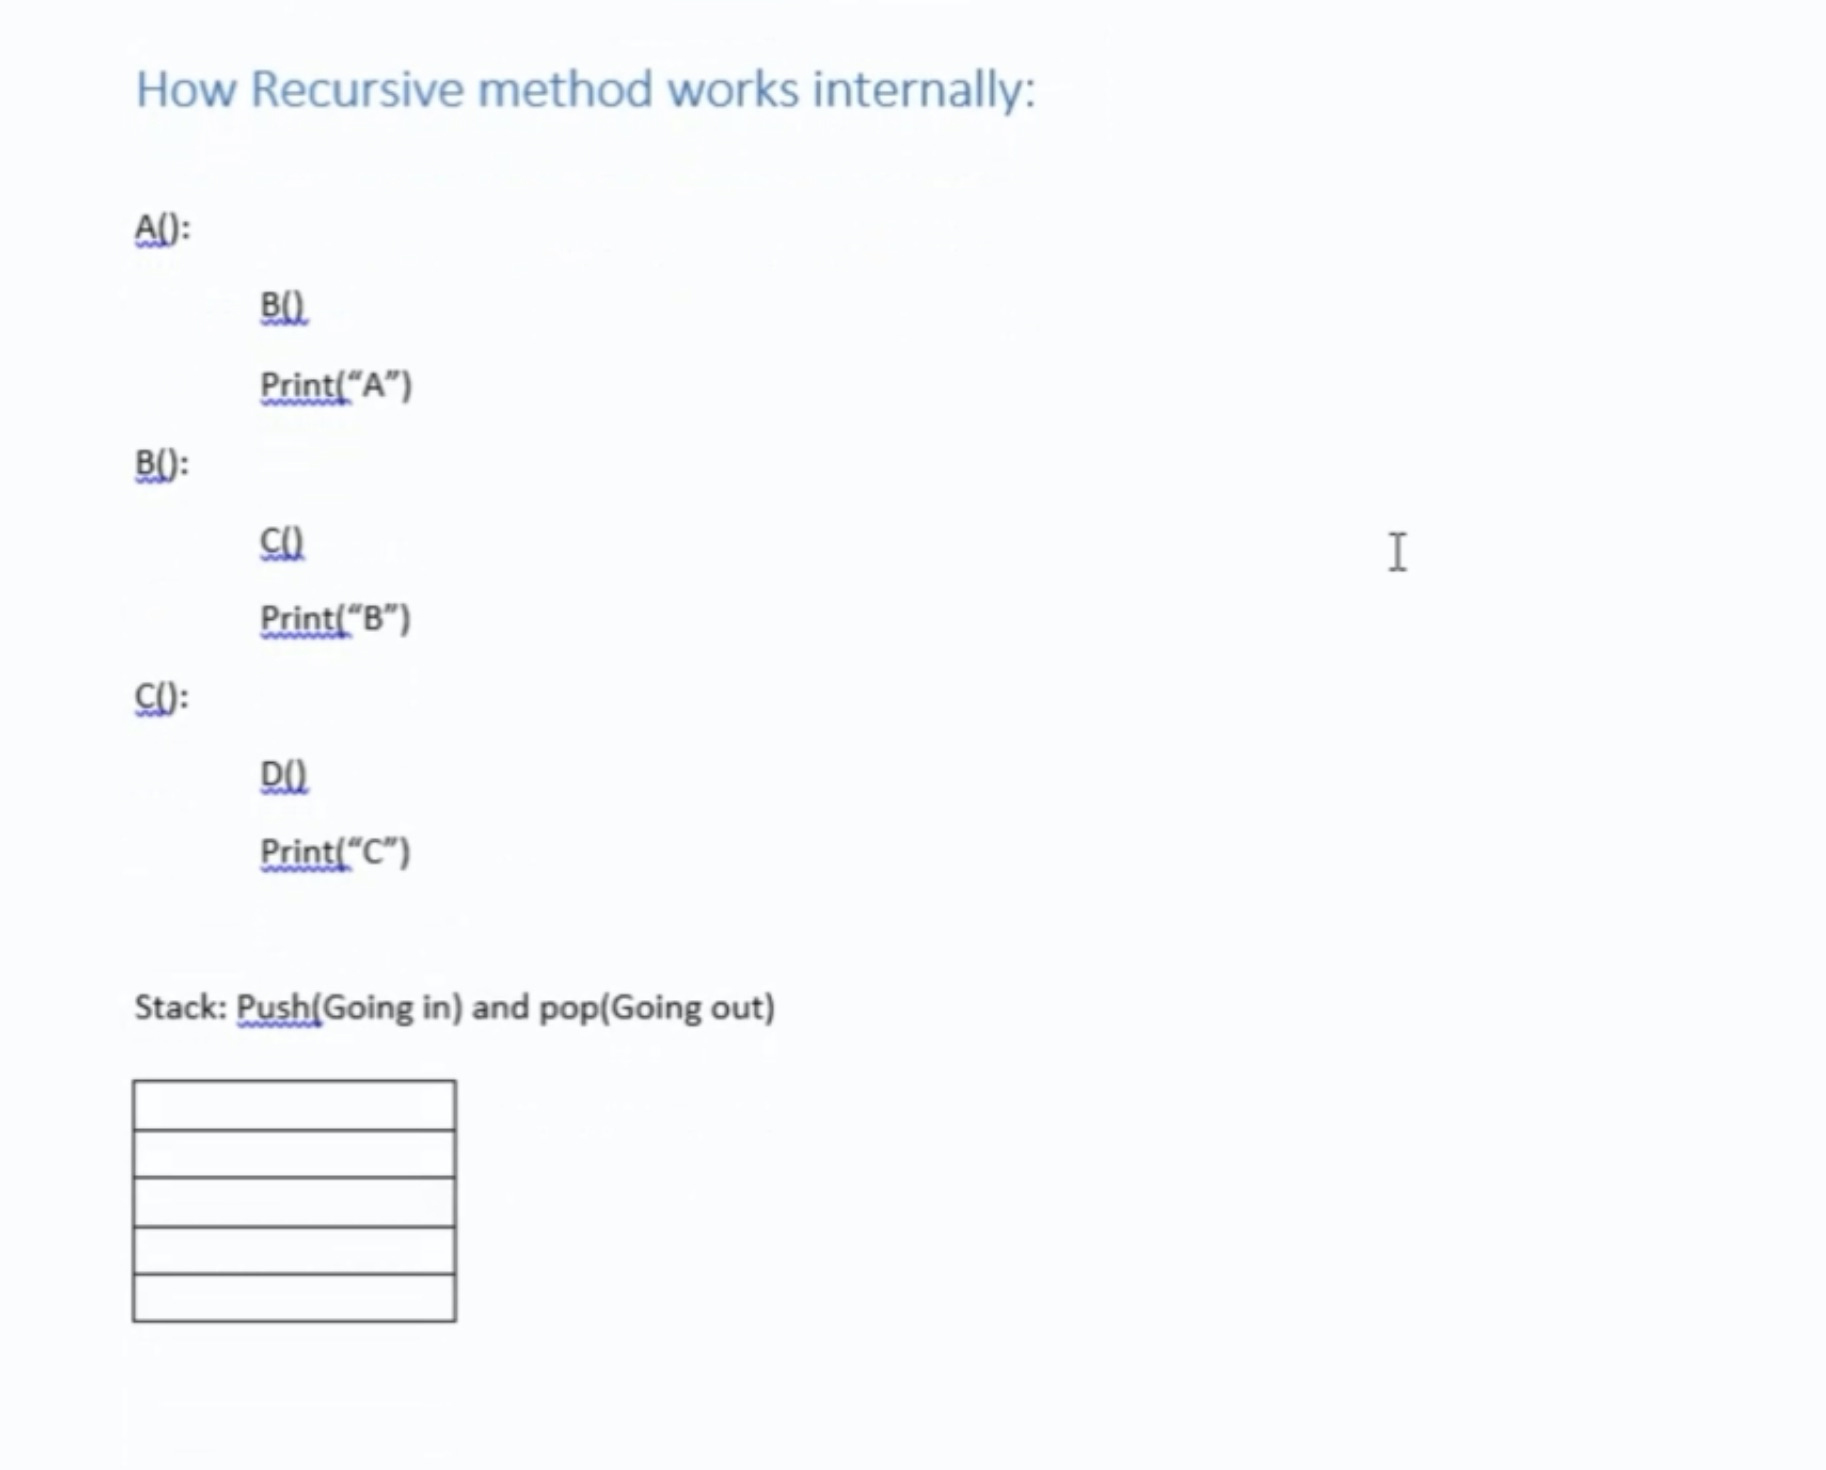 How Recursive method works internally:
A():
B()
Print(“A”)
B():
C()
Print(“B”)
C():
D()
Print(“C”)
Stack: Push(Going in) and pop(Going out)